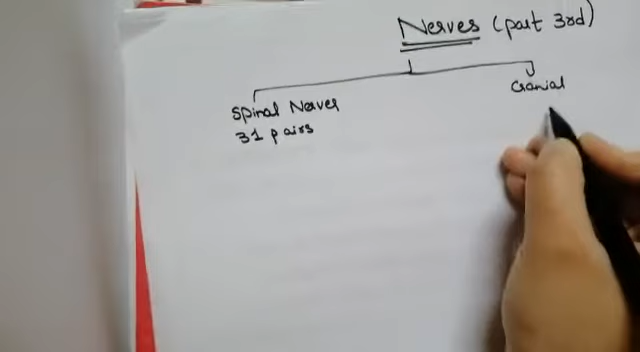 Nerves (part 3rd)
Spinal Nerves
31 pairs
Cranial